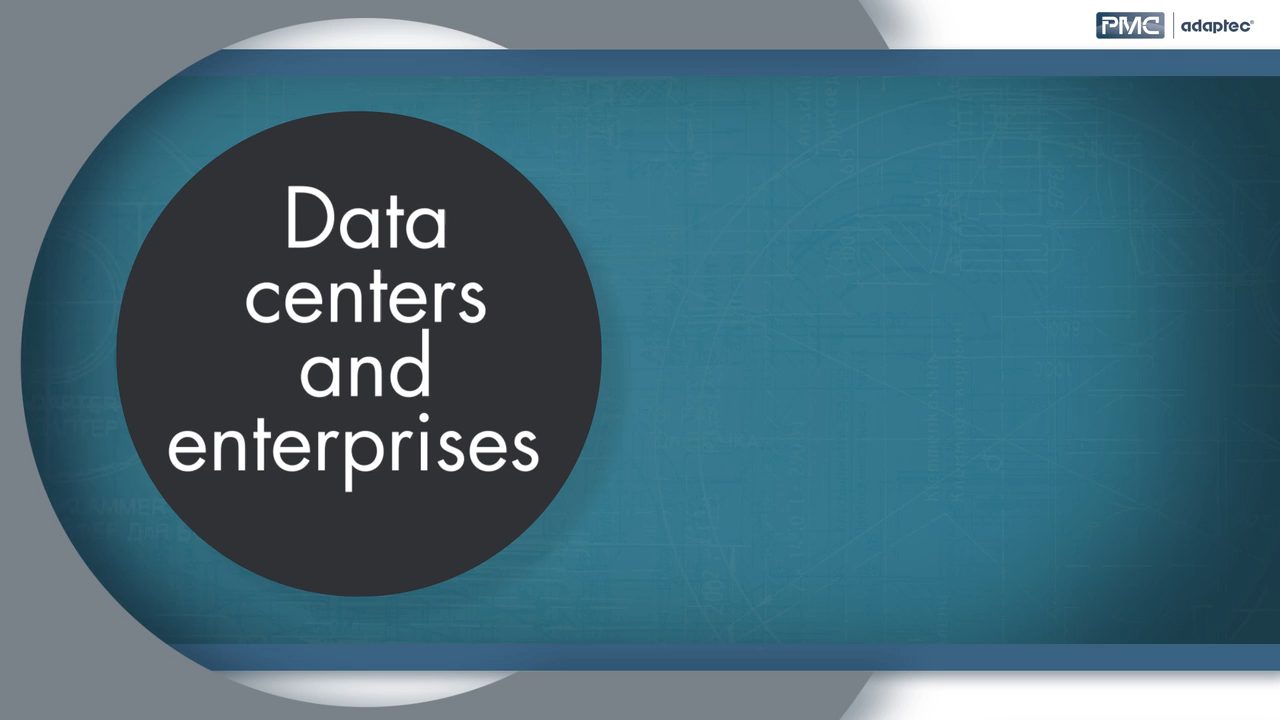 PMC adaptec
Data
centers
and
enterprises